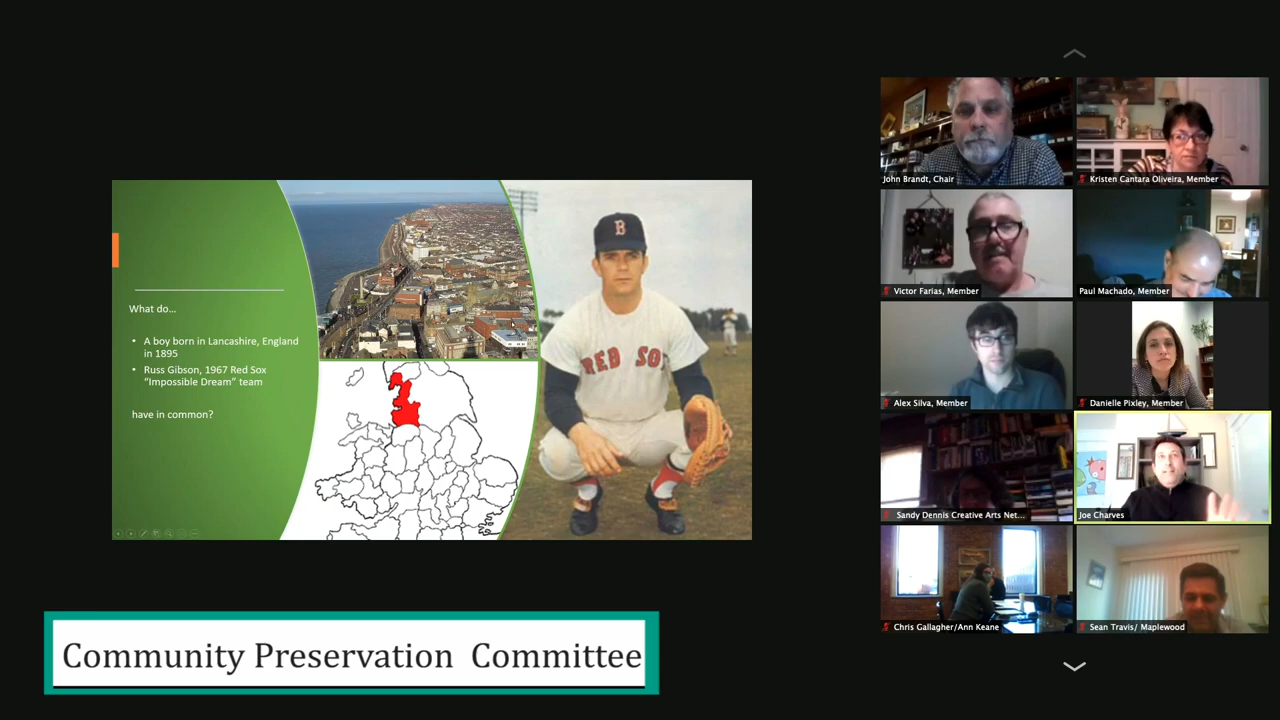 What do...
• A boy born in Lancashire, England
in 1895
• Russ Gibson, 1967 Red Sox
"Impossible Dream" team
have in common?
B
RED SO
John Brandt, Chair
Kristen Cantara Oliveira, Member
Victor Farias, Member
Paul Machado, Member
Alex Silva, Member
Danielle Pixley, Member
Sandy Dennis Creative Arts Net...
Joe Charves
Chris Gallagher/Ann Keane
Sean Travis/ Maplewood
Community Preservation Committee